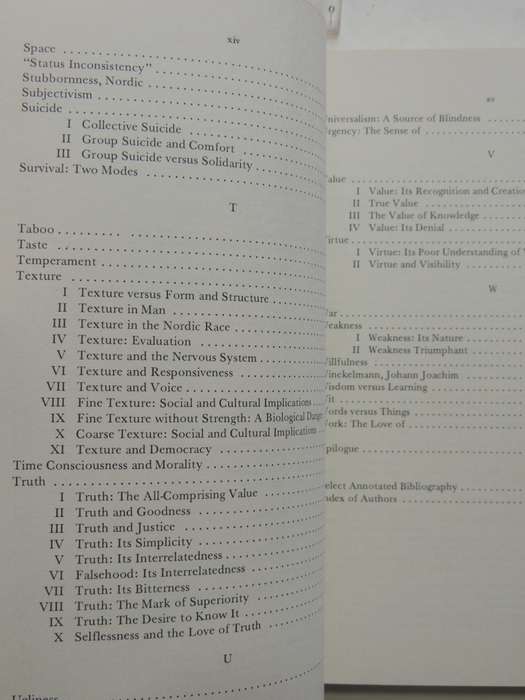 xiv
Space
"Status Inconsistency"
Stubbornness, Nordic
Subjectivism
Suicide
I Collective Suicide
II Group Suicide and Comfort
III Group Suicide versus Solidarity
Survival: Two Modes
T
Taboo
Taste
Temperament
Texture
I Texture versus Form and Structure
II Texture in Man
III Texture in the Nordic Race
IV Texture: Evaluation
V Texture and the Nervous System
VI Texture and Responsiveness
VII Texture and Voice
VIII Fine Texture: Social and Cultural Implications
IX Fine Texture without Strength: A Biological Danger
X Coarse Texture: Social and Cultural Implications
XI Texture and Democracy
Time Consciousness and Morality
Truth
I Truth: The All-Comprising Value
II Truth and Goodness
III Truth and Justice
IV Truth: Its Simplicity
V Truth: Its Interrelatedness
VI Falsehood: Its Interrelatedness
VII Truth: Its Bitterness
VIII Truth: The Mark of Superiority
IX Truth: The Desire to Know It
X Selflessness and the Love of Truth
U
Ugliness
xv
niversalism: A Source of Blindness
rgency: The Sense of
V
alue
I Value: Its Recognition and Creation
II True Value
III The Value of Knowledge
IV Value: Its Denial
irtue
I Virtue: Its Poor Understanding of
II Virtue and Visibility
W
ar
eakness
I Weakness: Its Nature
II Weakness Triumphant
illfulness
inckelmann, Johann Joachim
isdom versus Learning
it
ords versus Things
ork: The Love of
pilogue
elect Annotated Bibliography
ndex of Authors